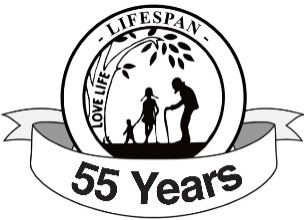 - LIFESPAN -
LOVE LIFE
55 Years